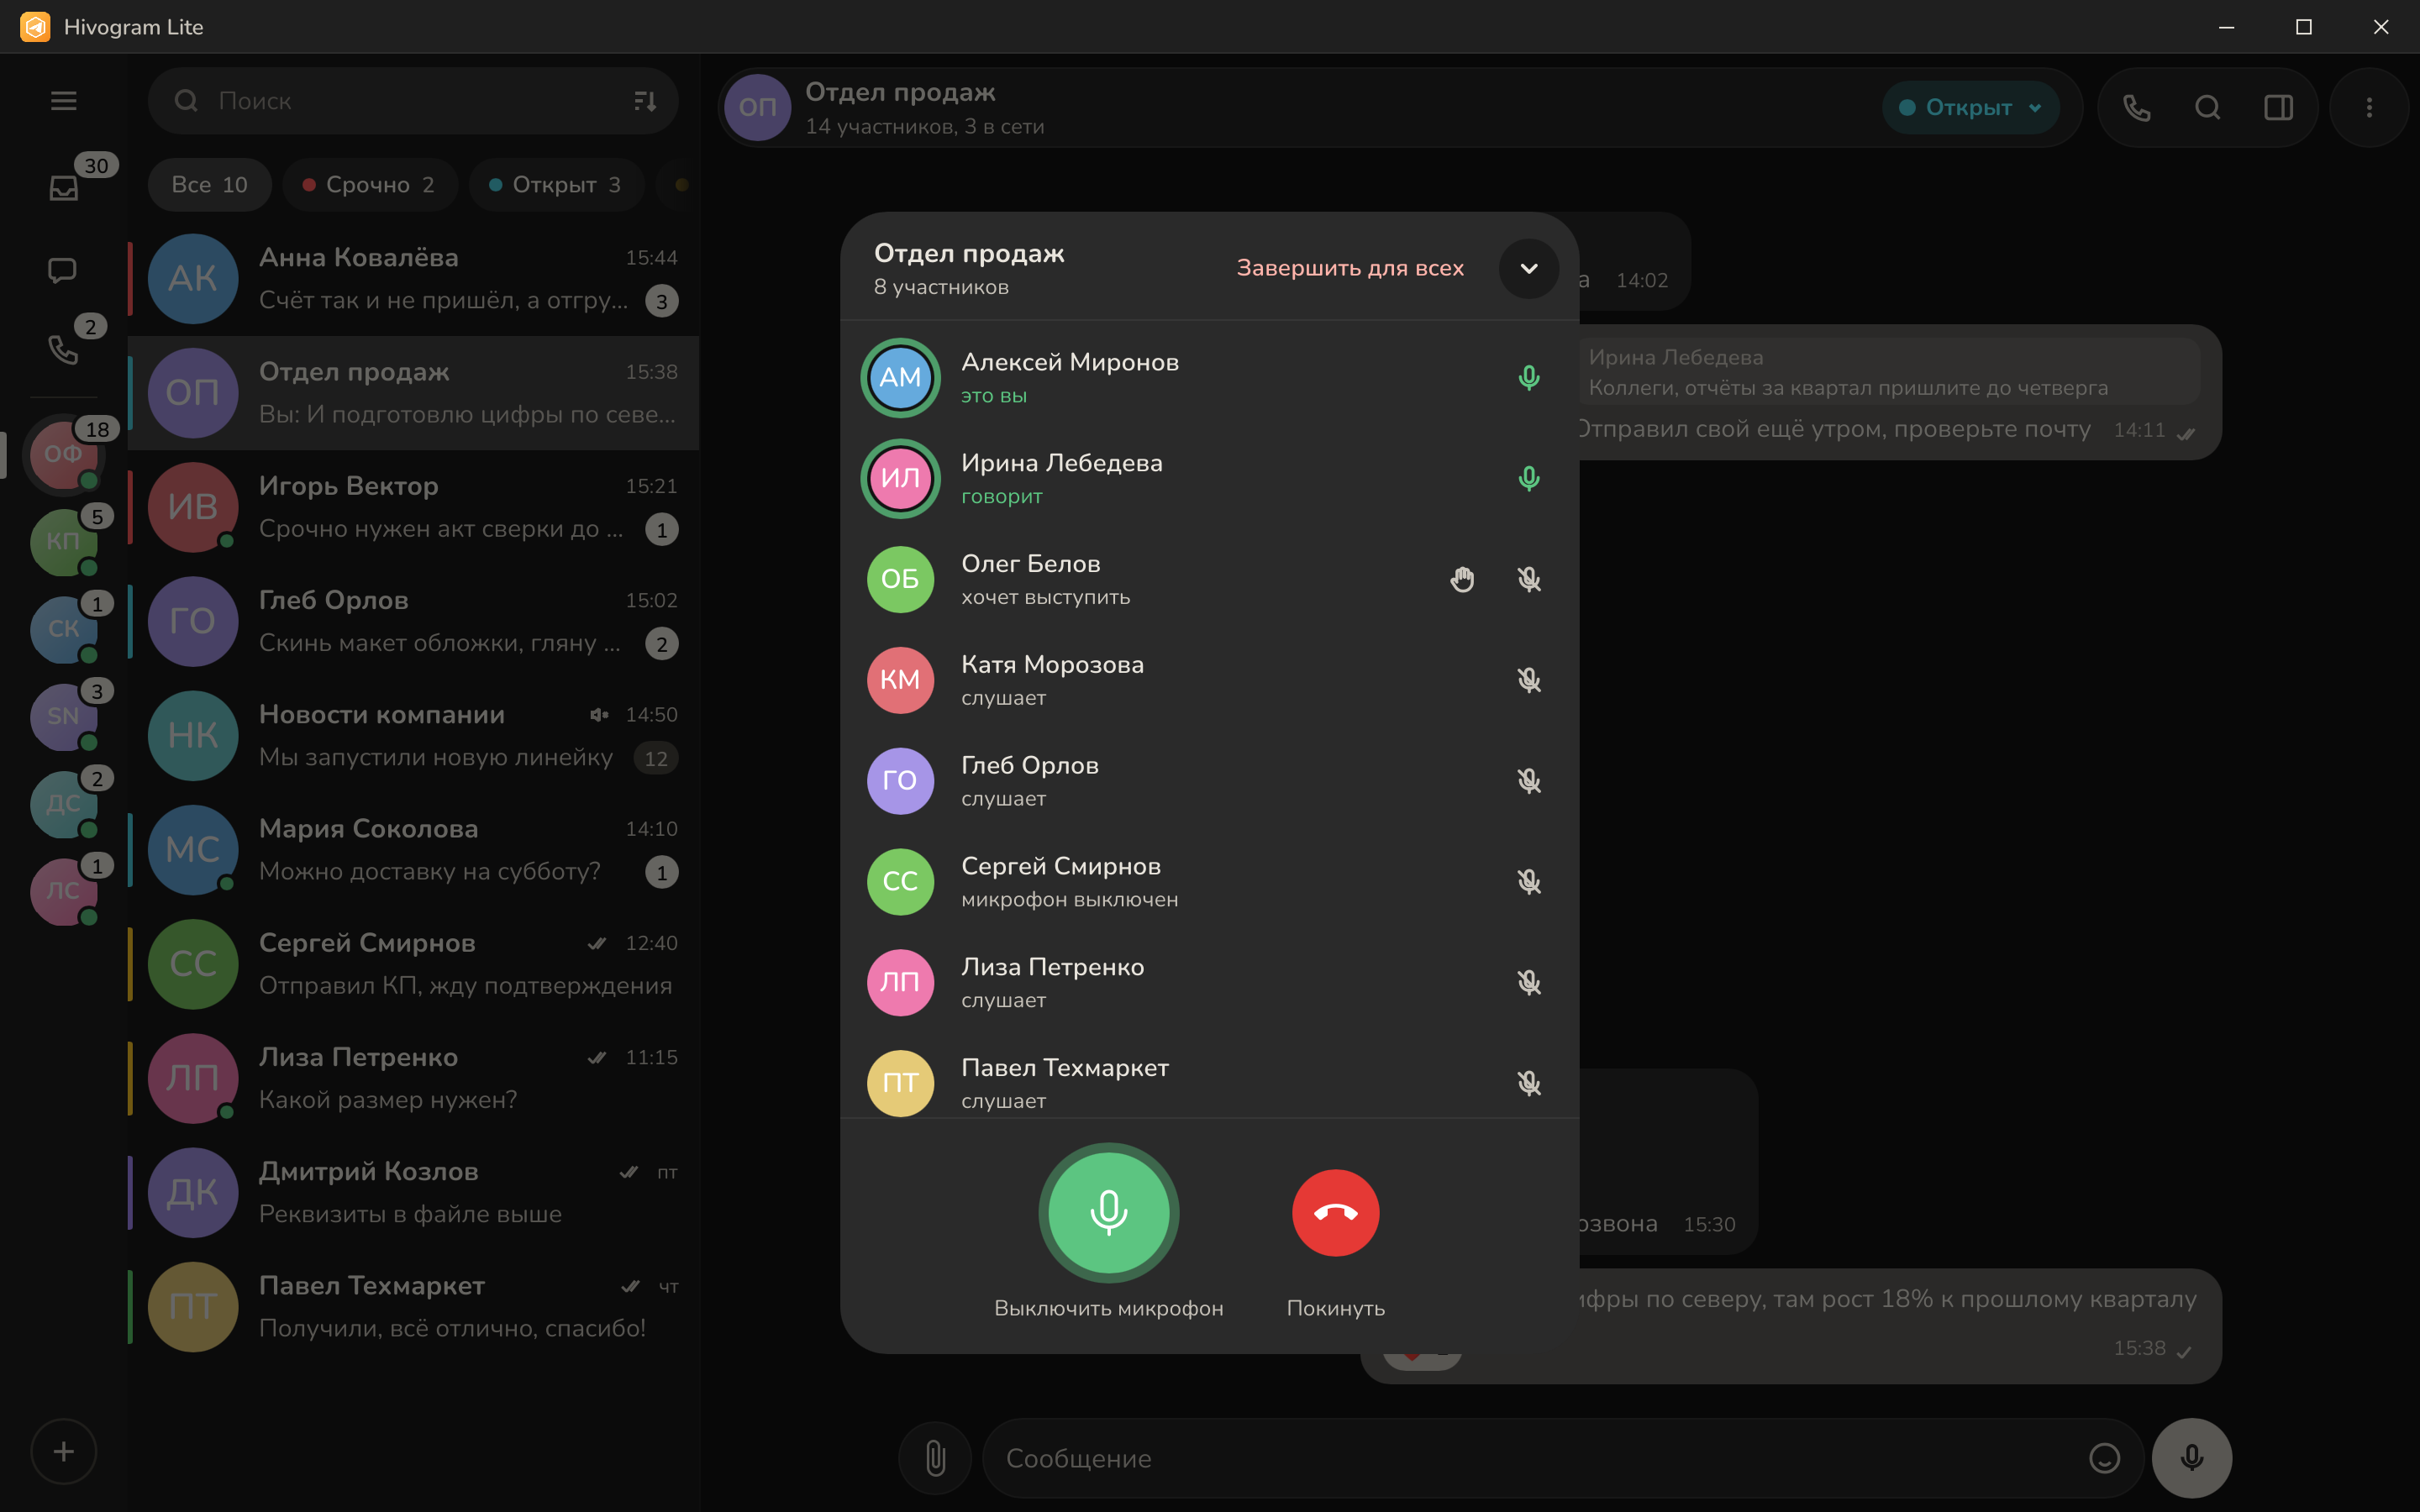 Hivogram Lite
30
2
ОФ 18
КП 5
СК 1
SN 3
ДС 2
ЛС 1
Поиск
Все 10 Срочно 2 Открыт 3
АК Анна Ковалёва 15:44
Счёт так и не пришёл, а отгру... 3
ОП Отдел продаж 15:38
Вы: И подготовлю цифры по севе...
ИВ Игорь Вектор 15:21
Срочно нужен акт сверки до ... 1
ГО Глеб Орлов 15:02
Скинь макет обложки, гляну ... 2
НК Новости компании 14:50
Мы запустили новую линейку 12
МС Мария Соколова 14:10
Можно доставку на субботу? 1
СС Сергей Смирнов 12:40
Отправил КП, жду подтверждения
ЛП Лиза Петренко 11:15
Какой размер нужен?
ДК Дмитрий Козлов пт
Реквизиты в файле выше
ПТ Павел Техмаркет чт
Получили, всё отлично, спасибо!
ОП Отдел продаж
14 участников, 3 в сети
Открыт
14:02
Ирина Лебедева
Коллеги, отчёты за квартал пришлите до четверга
Отправил свой ещё утром, проверьте почту 14:11
15:30
по северу, там рост 18% к прошлому кварталу
15:38
Сообщение
Отдел продаж
8 участников
Завершить для всех
АМ Алексей Миронов
это вы
ИЛ Ирина Лебедева
говорит
ОБ Олег Белов
хочет выступить
КМ Катя Морозова
слушает
ГО Глеб Орлов
слушает
СС Сергей Смирнов
микрофон выключен
ЛП Лиза Петренко
слушает
ПТ Павел Техмаркет
слушает
Выключить микрофон
Покинуть